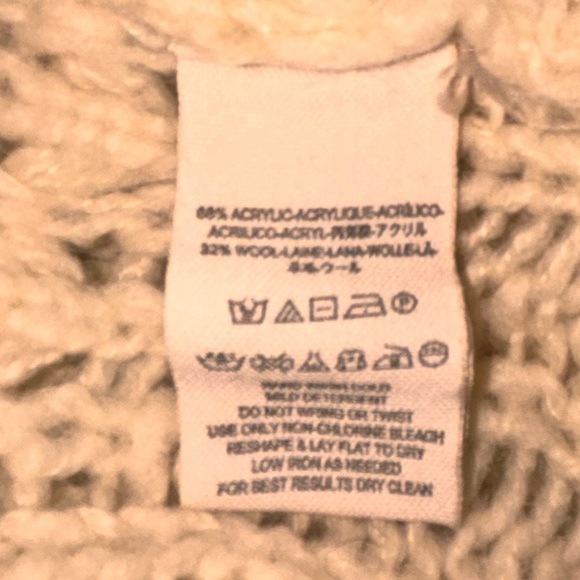 68% ACRYLIC-ACRYLIQUE-ACRÍLICO-
ACRILICO-ACRYL-丙烯酸-アクリル
32% WOOL-LAINE-LANA-WOLLE-LÃ-
羊毛-ウール
HAND WASH COLD
MILD DETERGENT
DO NOT WRING OR TWIST
USE ONLY NON-CHLORINE BLEACH
RESHAPE & LAY FLAT TO DRY
LOW IRON AS NEEDED
FOR BEST RESULTS DRY CLEAN